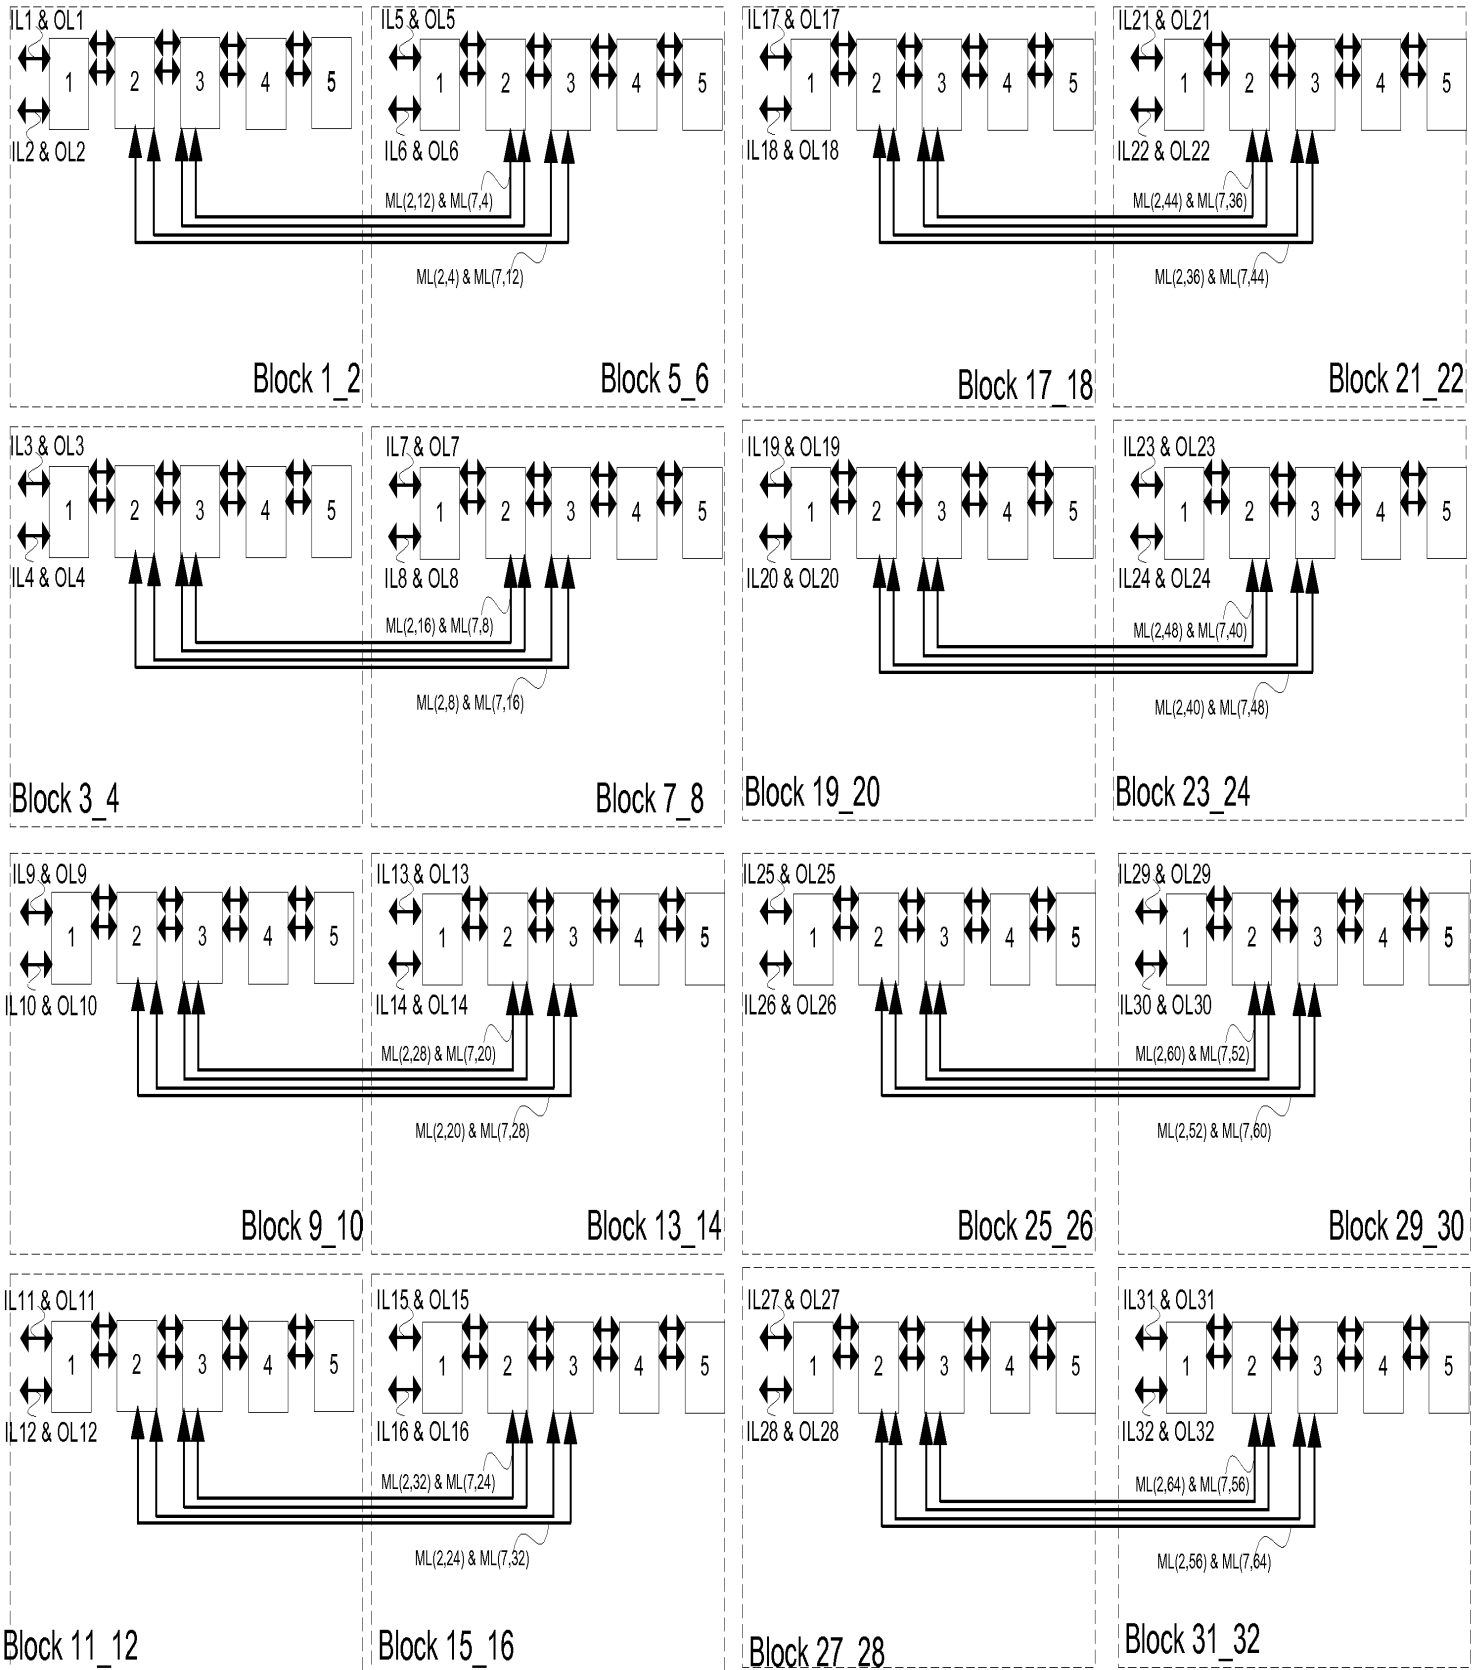 IL1 & OL1
1 2 3 4 5
IL2 & OL2
Block 1_2
IL5 & OL5
1 2 3 4 5
IL6 & OL6
ML(2,12) & ML(7,4)
ML(2,4) & ML(7,12)
Block 5_6
IL17 & OL17
1 2 3 4 5
IL18 & OL18
Block 17_18
IL21 & OL21
1 2 3 4 5
IL22 & OL22
ML(2,44) & ML(7,36)
ML(2,36) & ML(7,44)
Block 21_22
IL3 & OL3
1 2 3 4 5
IL4 & OL4
Block 3_4
IL7 & OL7
1 2 3 4 5
IL8 & OL8
ML(2,16) & ML(7,8)
ML(2,8) & ML(7,16)
Block 7_8
IL19 & OL19
1 2 3 4 5
IL20 & OL20
Block 19_20
IL23 & OL23
1 2 3 4 5
IL24 & OL24
ML(2,48) & ML(7,40)
ML(2,40) & ML(7,48)
Block 23_24
IL9 & OL9
1 2 3 4 5
IL10 & OL10
Block 9_10
IL13 & OL13
1 2 3 4 5
IL14 & OL14
ML(2,28) & ML(7,20)
ML(2,20) & ML(7,28)
Block 13_14
IL25 & OL25
1 2 3 4 5
IL26 & OL26
Block 25_26
IL29 & OL29
1 2 3 4 5
IL30 & OL30
ML(2,60) & ML(7,52)
ML(2,52) & ML(7,60)
Block 29_30
IL11 & OL11
1 2 3 4 5
IL12 & OL12
Block 11_12
IL15 & OL15
1 2 3 4 5
IL16 & OL16
ML(2,32) & ML(7,24)
ML(2,24) & ML(7,32)
Block 15_16
IL27 & OL27
1 2 3 4 5
IL28 & OL28
Block 27_28
IL31 & OL31
1 2 3 4 5
IL32 & OL32
ML(2,64) & ML(7,56)
ML(2,56) & ML(7,64)
Block 31_32